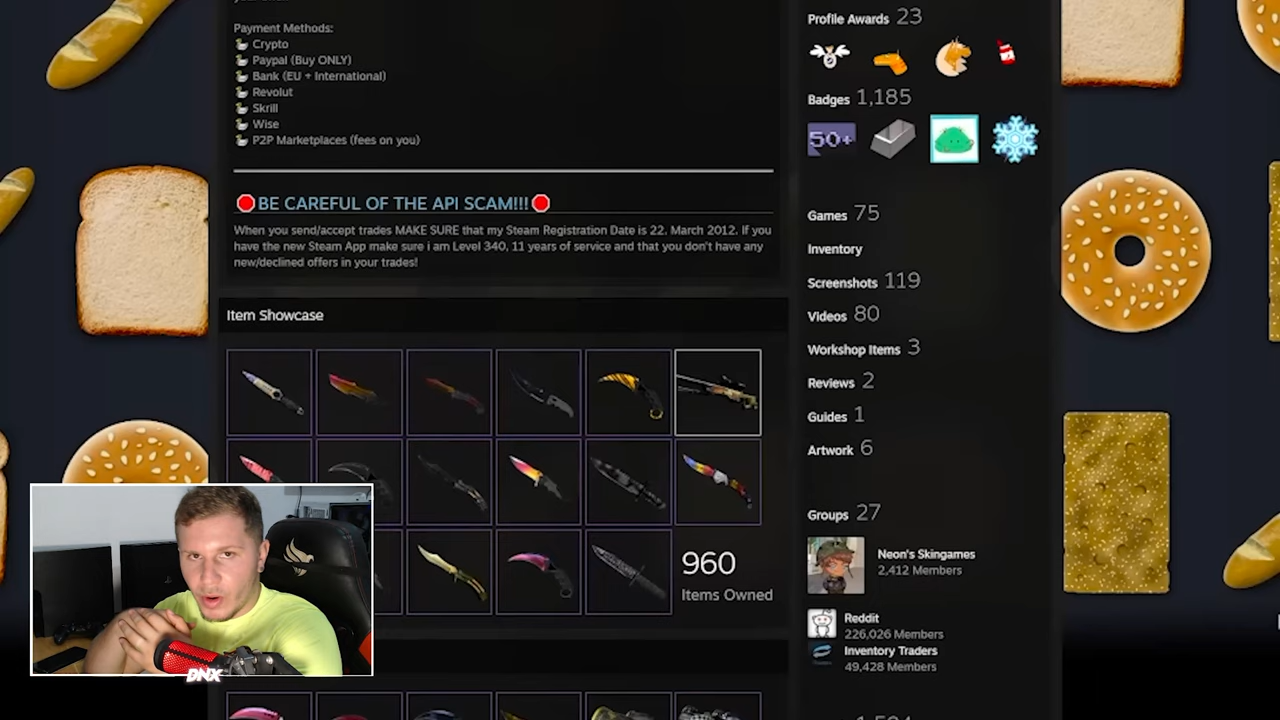 Payment Methods:
Crypto
Paypal (Buy ONLY)
Bank (EU + International)
Revolut
Skrill
Wise
P2P Marketplaces (fees on you)
BE CAREFUL OF THE API SCAM!!!
When you send/accept trades MAKE SURE that my Steam Registration Date is 22. March 2012. If you
have the new Steam App make sure i am Level 340, 11 years of service and that you don't have any
new/declined offers in your trades!
Item Showcase
960
Items Owned
DNX
Profile Awards 23
Badges 1,185
50+
Games 75
Inventory
Screenshots 119
Videos 80
Workshop Items 3
Reviews 2
Guides 1
Artwork 6
Groups 27
Neon's Skingames
2,412 Members
Reddit
226,026 Members
Inventory Traders
49,428 Members